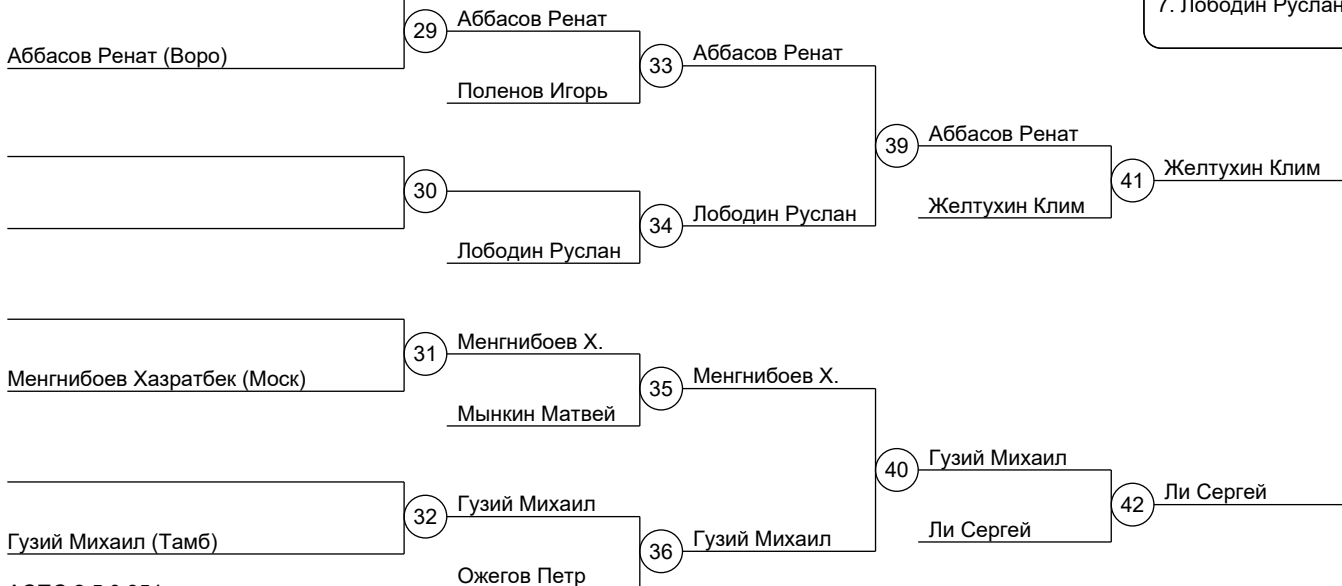 7. Лободин Руслан
29
Аббасов Ренат
Аббасов Ренат (Воро)
33
Аббасов Ренат
Поленов Игорь
39
Аббасов Ренат
30
41
Желтухин Клим
34
Лободин Руслан
Желтухин Клим
Лободин Руслан
31
Менгнибоев Х.
Менгнибоев Хазратбек (Моск)
35
Менгнибоев Х.
Мынкин Матвей
40
Гузий Михаил
32
Гузий Михаил
42
Ли Сергей
Гузий Михаил (Тамб)
36
Гузий Михаил
Ли Сергей
Ожегов Петр